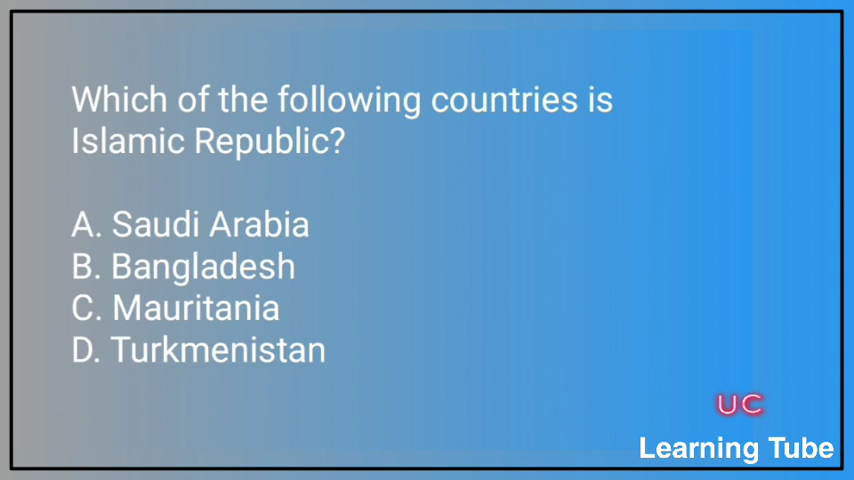 Which of the following countries is
Islamic Republic?
A. Saudi Arabia
B. Bangladesh
C. Mauritania
D. Turkmenistan
UC
Learning Tube